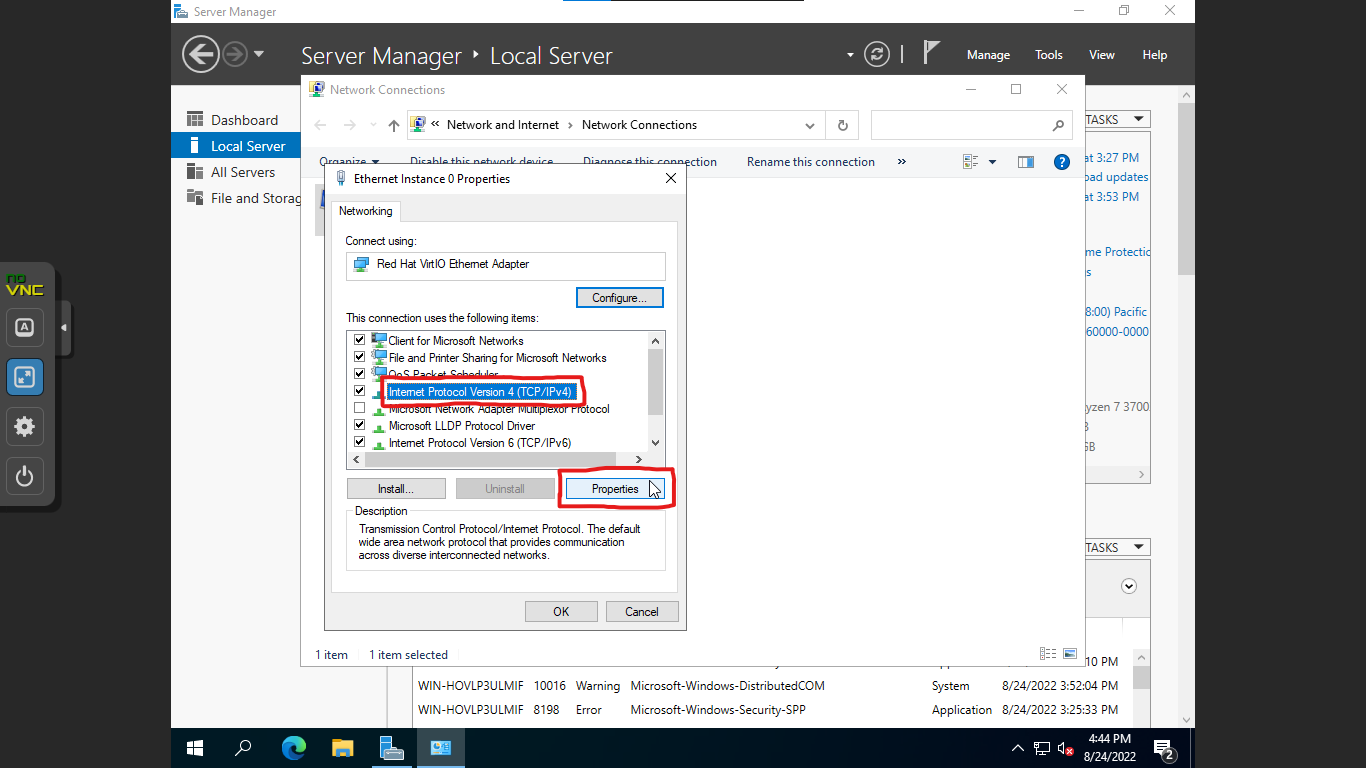 Server Manager
Server Manager ‣ Local Server
Manage Tools View Help
Network Connections
Dashboard
Local Server
All Servers
File and Storag
« Network and Internet › Network Connections
Organize Disable this network device Diagnose this connection Rename this connection »
TASKS
at 3:27 PM
oad updates
at 3:53 PM
me Protectio
s
8:00) Pacific
60000-0000
yzen 7 3700
GB
Ethernet Instance 0 Properties
Networking
Connect using:
Red Hat VirtIO Ethernet Adapter
Configure...
This connection uses the following items:
Client for Microsoft Networks
File and Printer Sharing for Microsoft Networks
QoS Packet Scheduler
Internet Protocol Version 4 (TCP/IPv4)
Microsoft Network Adapter Multiplexor Protocol
Microsoft LLDP Protocol Driver
Internet Protocol Version 6 (TCP/IPv6)
Install... Uninstall Properties
Description
Transmission Control Protocol/Internet Protocol. The default
wide area network protocol that provides communication
across diverse interconnected networks.
OK Cancel
no
VNC
A
TASKS
1 item 1 item selected
10 PM
WIN-HOVLP3ULMIF 10016 Warning Microsoft-Windows-DistributedCOM System 8/24/2022 3:52:04 PM
WIN-HOVLP3ULMIF 8198 Error Microsoft-Windows-Security-SPP Application 8/24/2022 3:25:33 PM
4:44 PM
8/24/2022
2